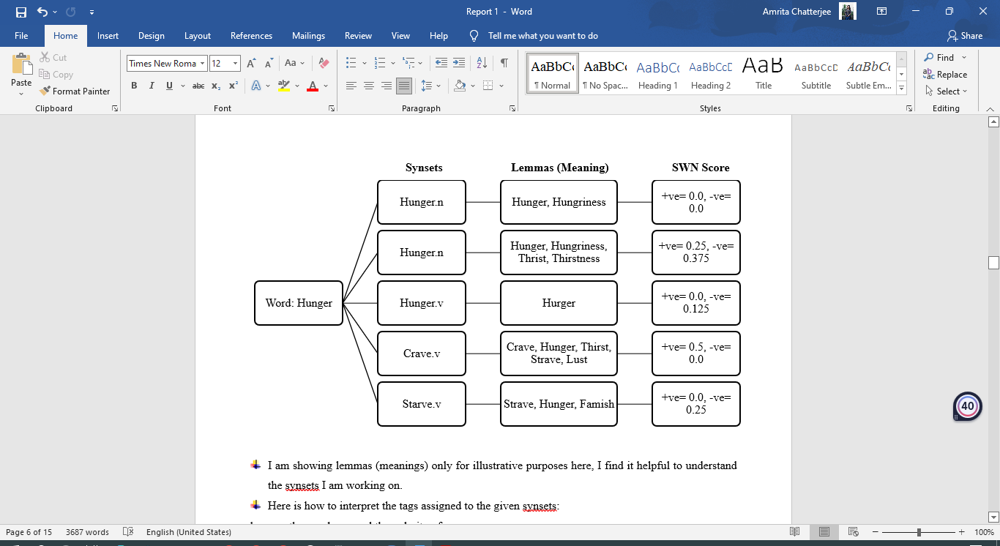 Report 1 - Word
Amrita Chatterjee
File Home Insert Design Layout References Mailings Review View Help Tell me what you want to do Share
Paste
Cut
Copy
Format Painter
Clipboard
Times New Roma 12
Font
Paragraph
AaBbCc AaBbCc AaBbCc AaBbCcD AaB AaBbCcD AaBbCc
¶ Normal ¶ No Spac... Heading 1 Heading 2 Title Subtitle Subtle Em...
Styles
Find
Replace
Select
Editing
Synsets Lemmas (Meaning) SWN Score
Word: Hunger
Hunger.n
Hunger, Hungriness
+ve= 0.0, -ve=
0.0
Hunger.n
Hunger, Hungriness,
Thrist, Thirstness
+ve= 0.25, -ve=
0.375
Hunger.v
Hurger
+ve= 0.0, -ve=
0.125
Crave.v
Crave, Hunger, Thirst,
Strave, Lust
+ve= 0.5, -ve=
0.0
Starve.v
Strave, Hunger, Famish
+ve= 0.0, -ve=
0.25
I am showing lemmas (meanings) only for illustrative purposes here, I find it helpful to understand
the synsets I am working on.
Here is how to interpret the tags assigned to the given synsets:
40
Page 6 of 15 3687 words English (United States) 100%